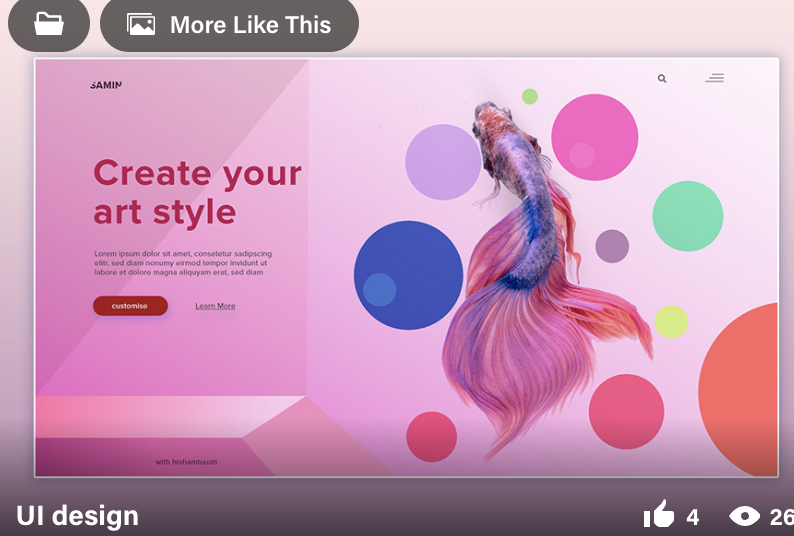 More Like This
SAMIN
Create your
art style
Lorem ipsum dolor sit amet, consetetur sadipscing
elitr, sed diam nonumy eirmod tempor invidunt ut
labore et dolore magna aliquyam erat, sed diam
customise
Learn More
with hishamtouati
UI design
4
26